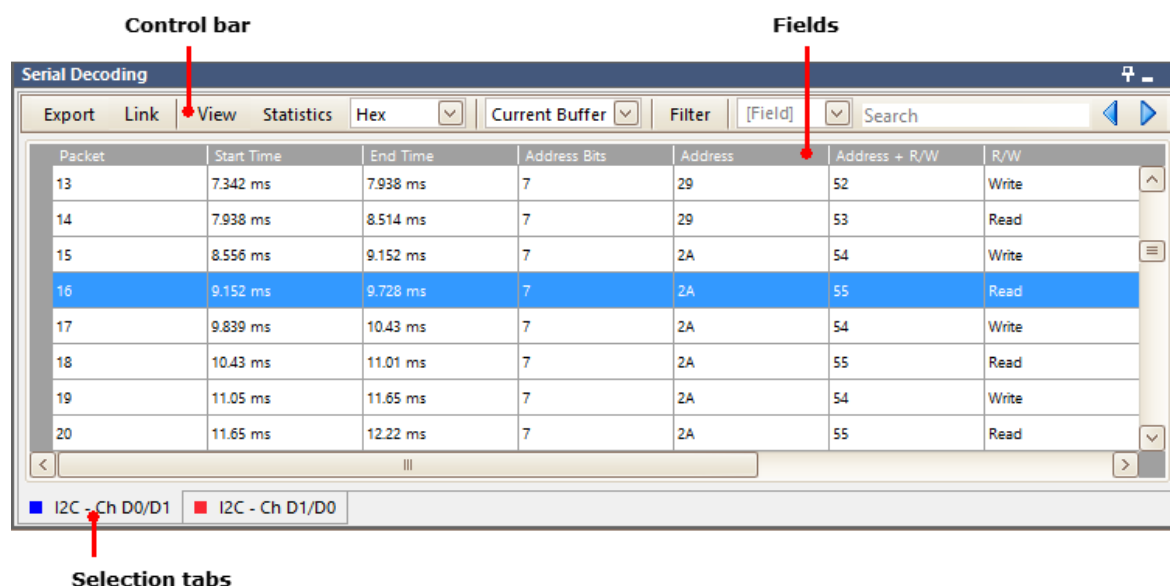 Control bar Fields
Serial Decoding
Export Link View Statistics Hex Current Buffer Filter [Field] Search
Packet Start Time End Time Address Bits Address Address + R/W R/W
13 7.342 ms 7.938 ms 7 29 52 Write
14 7.938 ms 8.514 ms 7 29 53 Read
15 8.556 ms 9.152 ms 7 2A 54 Write
16 9.152 ms 9.728 ms 7 2A 55 Read
17 9.839 ms 10.43 ms 7 2A 54 Write
18 10.43 ms 11.01 ms 7 2A 55 Read
19 11.05 ms 11.65 ms 7 2A 54 Write
20 11.65 ms 12.22 ms 7 2A 55 Read
I2C - Ch D0/D1 I2C - Ch D1/D0
Selection tabs